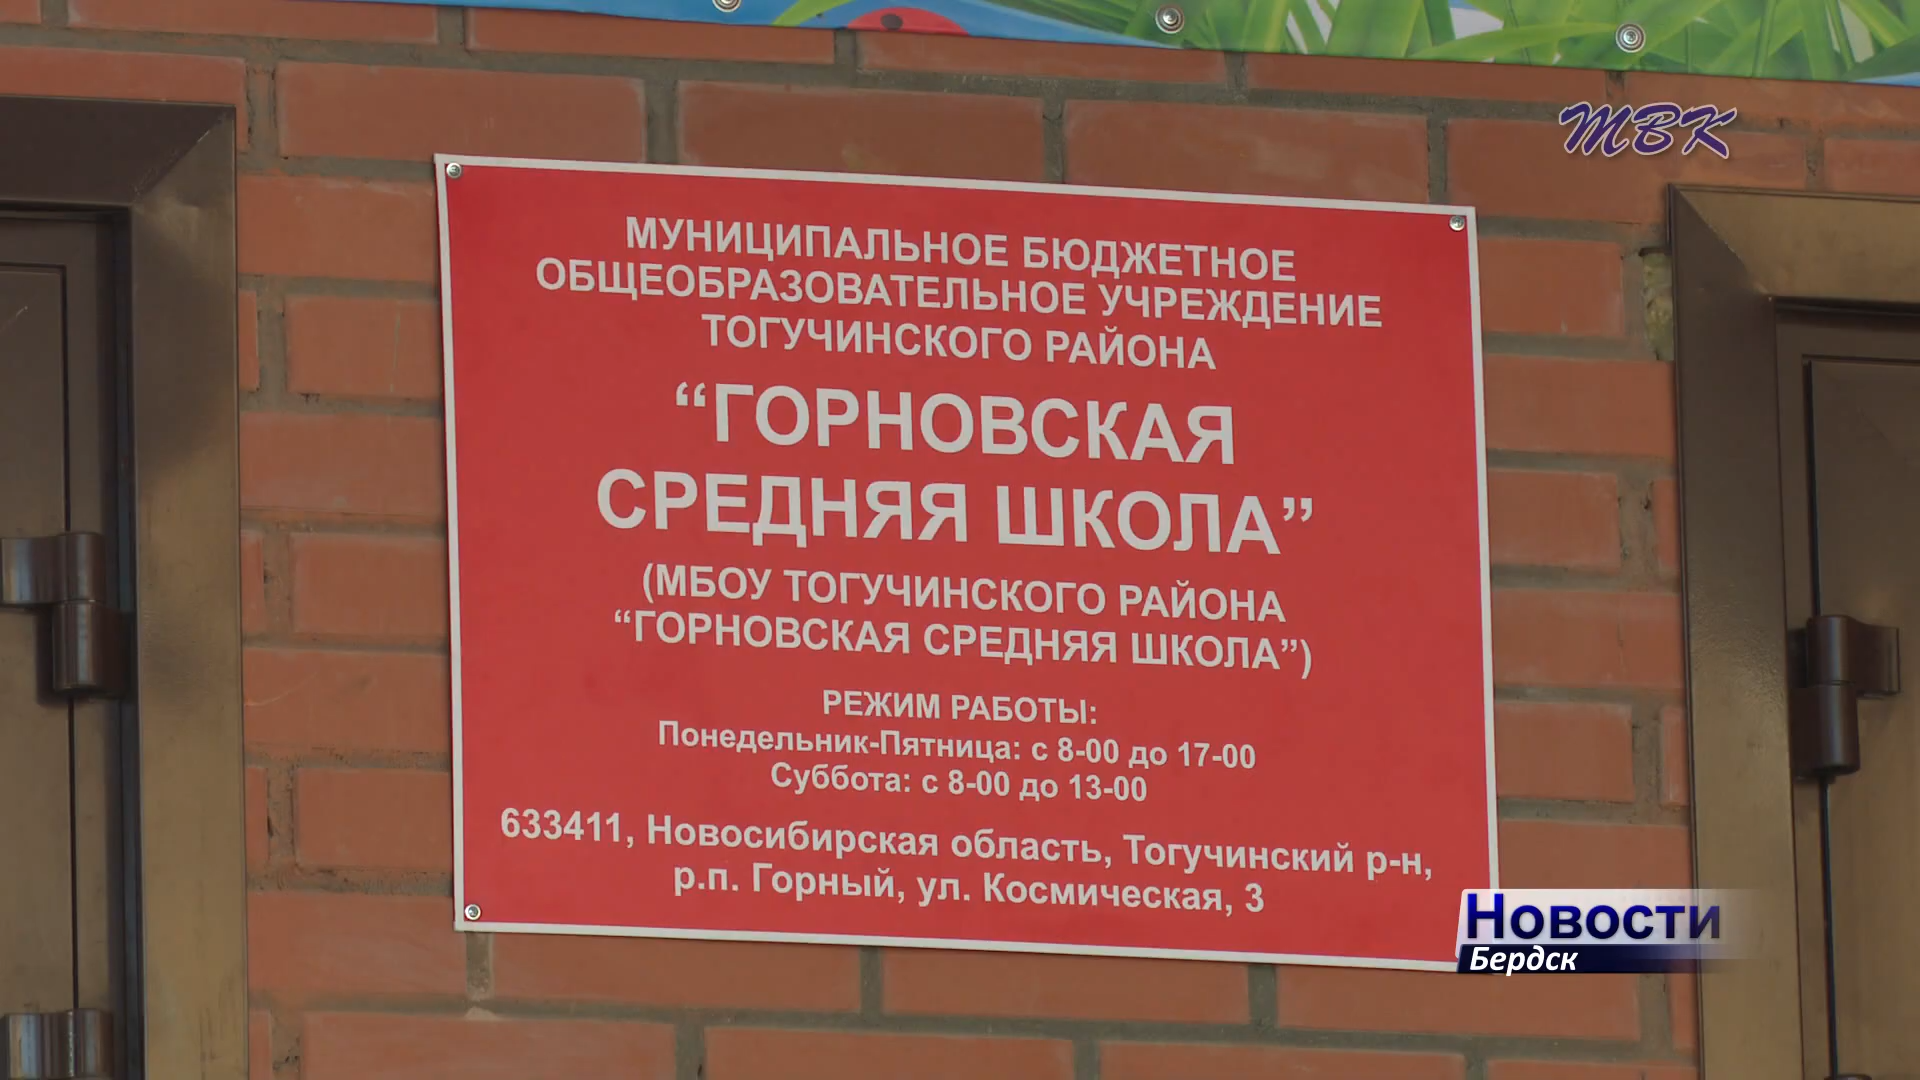 ТВК
МУНИЦИПАЛЬНОЕ БЮДЖЕТНОЕ
ОБЩЕОБРАЗОВАТЕЛЬНОЕ УЧРЕЖДЕНИЕ
ТОГУЧИНСКОГО РАЙОНА
“ГОРНОВСКАЯ
СРЕДНЯЯ ШКОЛА”
(МБОУ ТОГУЧИНСКОГО РАЙОНА
“ГОРНОВСКАЯ СРЕДНЯЯ ШКОЛА”)
РЕЖИМ РАБОТЫ:
Понедельник-Пятница: с 8-00 до 17-00
Суббота: с 8-00 до 13-00
633411, Новосибирская область, Тогучинский р-н,
р.п. Горный, ул. Космическая, 3
Новости
Бердск